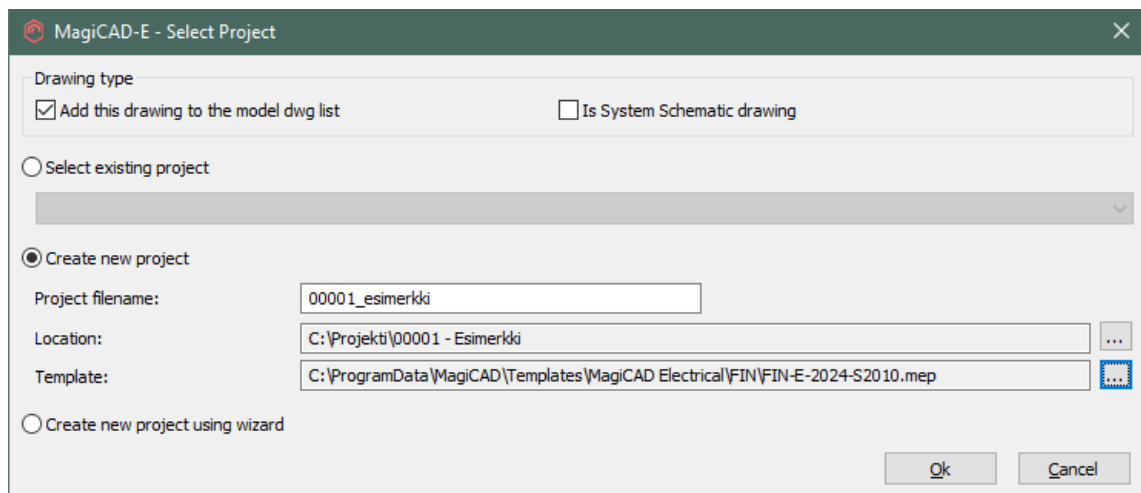 MagiCAD-E - Select Project
Drawing type
Add this drawing to the model dwg list Is System Schematic drawing
Select existing project
Create new project
Project filename: 00001_esimerkki
Location: C:\Projekti\00001 - Esimerkki ...
Template: C:\ProgramData\MagiCAD\Templates\MagiCAD Electrical\FIN\FIN-E-2024-S2010.mep ...
Create new project using wizard
Ok Cancel